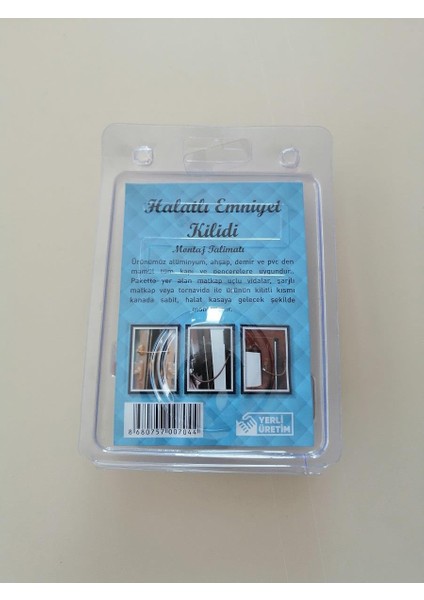 Halatlı Emniyet
Kilidi
Montaj Talimatı
Ürünümüz alüminyum, ahşap, demir ve pvc den
mamul tüm kapı ve pencerelere uygundur.
Pakette yer alan matkap uçlu vidalar, şarjlı
matkap veya tornavida ile ürünün kilitli kısmı
kanada sabit, halat kasaya gelecek şekilde
8680757007044
YERLİ
ÜRETİM